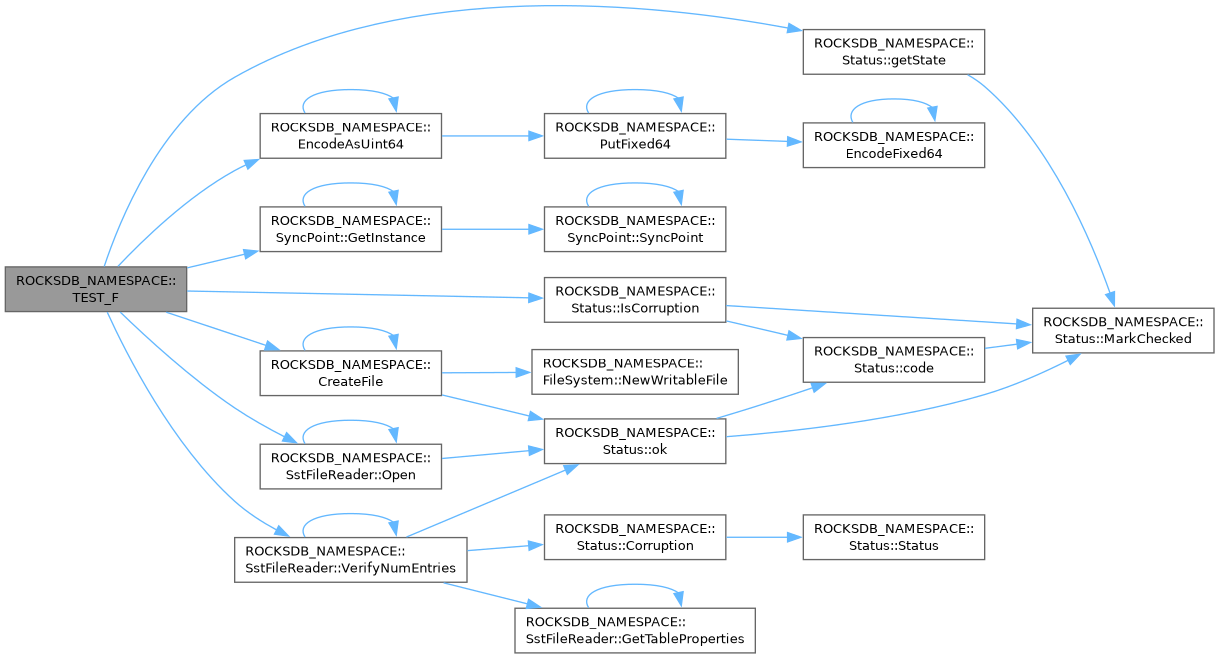 ROCKSDB_NAMESPACE::
Status::getState
ROCKSDB_NAMESPACE::
EncodeAsUint64
ROCKSDB_NAMESPACE::
PutFixed64
ROCKSDB_NAMESPACE::
EncodeFixed64
ROCKSDB_NAMESPACE::
SyncPoint::GetInstance
ROCKSDB_NAMESPACE::
SyncPoint::SyncPoint
ROCKSDB_NAMESPACE::
TEST_F
ROCKSDB_NAMESPACE::
Status::IsCorruption
ROCKSDB_NAMESPACE::
Status::MarkChecked
ROCKSDB_NAMESPACE::
CreateFile
ROCKSDB_NAMESPACE::
FileSystem::NewWritableFile
ROCKSDB_NAMESPACE::
Status::code
ROCKSDB_NAMESPACE::
Status::ok
ROCKSDB_NAMESPACE::
SstFileReader::Open
ROCKSDB_NAMESPACE::
SstFileReader::VerifyNumEntries
ROCKSDB_NAMESPACE::
Status::Corruption
ROCKSDB_NAMESPACE::
Status::Status
ROCKSDB_NAMESPACE::
SstFileReader::GetTableProperties